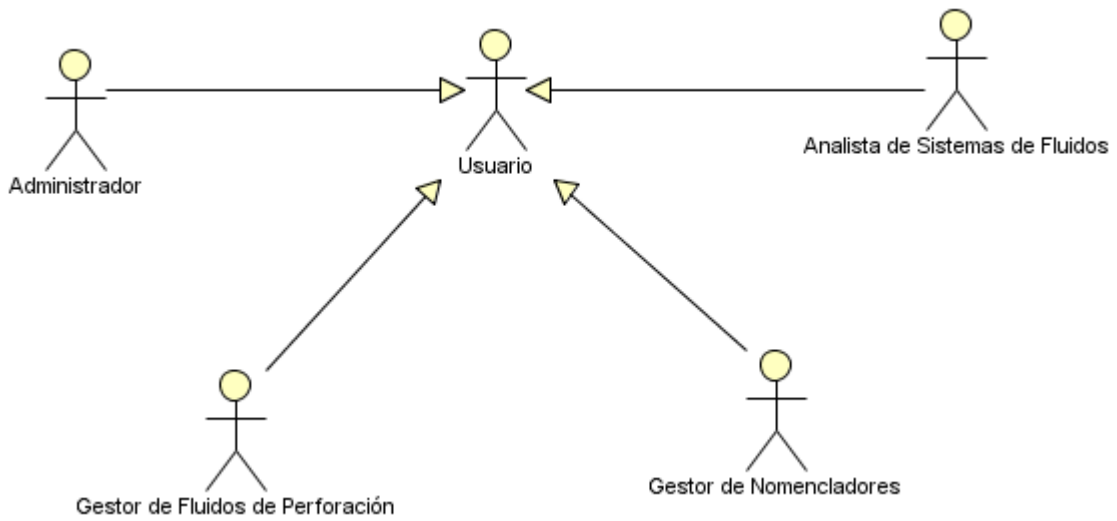 Analista de Sistemas de Fluidos
Usuario
Administrador
Gestor de Nomencladores
Gestor de Fluidos de Perforación